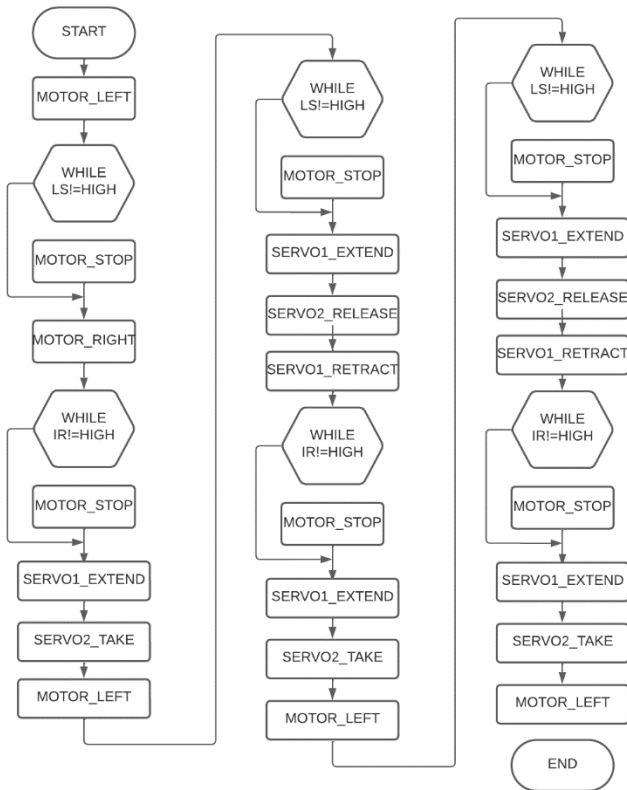 START
MOTOR_LEFT
WHILE
LS!=HIGH
MOTOR_STOP
MOTOR_RIGHT
WHILE
IR!=HIGH
MOTOR_STOP
SERVO1_EXTEND
SERVO2_TAKE
MOTOR_LEFT
WHILE
LS!=HIGH
MOTOR_STOP
SERVO1_EXTEND
SERVO2_RELEASE
SERVO1_RETRACT
WHILE
IR!=HIGH
MOTOR_STOP
SERVO1_EXTEND
SERVO2_TAKE
MOTOR_LEFT
WHILE
LS!=HIGH
MOTOR_STOP
SERVO1_EXTEND
SERVO2_RELEASE
SERVO1_RETRACT
WHILE
IR!=HIGH
MOTOR_STOP
SERVO1_EXTEND
SERVO2_TAKE
MOTOR_LEFT
END